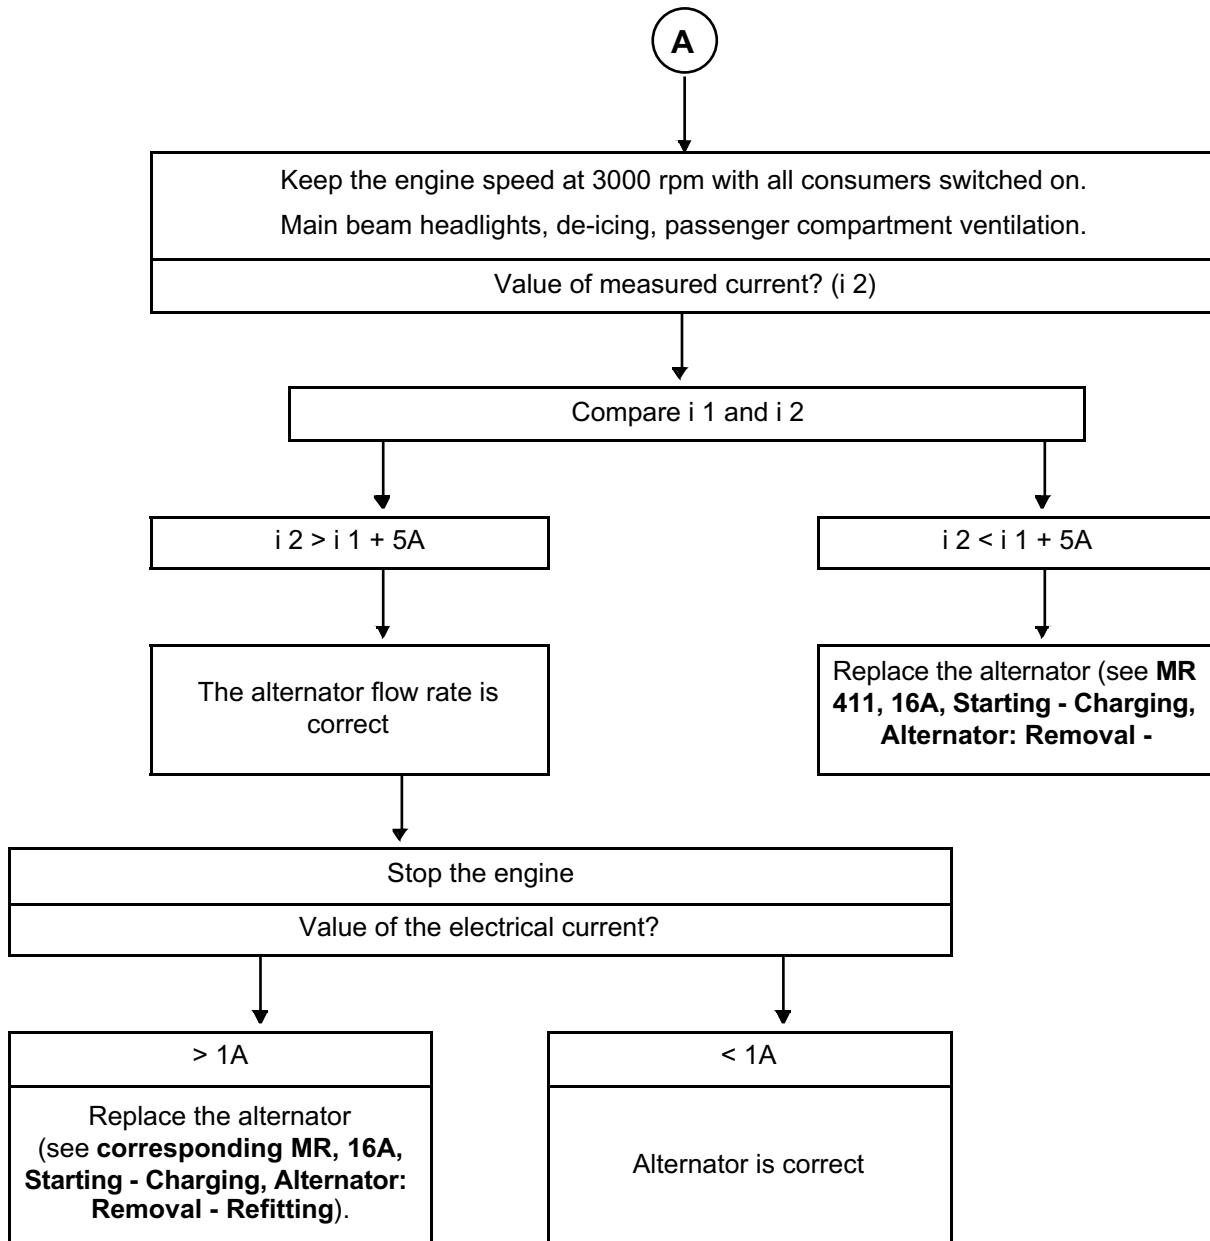 A
Keep the engine speed at 3000 rpm with all consumers switched on.
Main beam headlights, de-icing, passenger compartment ventilation.
Value of measured current? (i 2)
Compare i 1 and i 2
i 2 > i 1 + 5A
i 2 < i 1 + 5A
The alternator flow rate is
correct
Replace the alternator (see MR
411, 16A, Starting - Charging,
Alternator: Removal -
Stop the engine
Value of the electrical current?
> 1A
< 1A
Replace the alternator
(see corresponding MR, 16A,
Starting - Charging, Alternator:
Removal - Refitting).
Alternator is correct